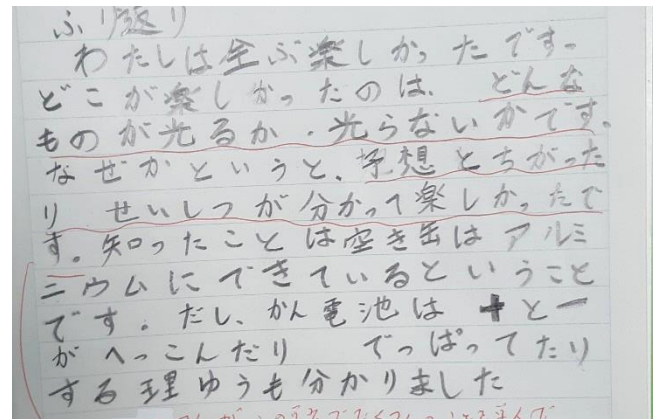 ふり返り
わたしは全ぶ楽しかったです。
どこが楽しかったのは、どんな
ものが光るか、光らないかです。
なぜかというと、予想とちがった
り せいしつが分かって楽しかったで
す。知ったことは空き缶はアルミ
ニウムにできているということ
です。だし、かん電池は+とー
がへっこんだり でっぱってたり
する理ゆうも分かりました